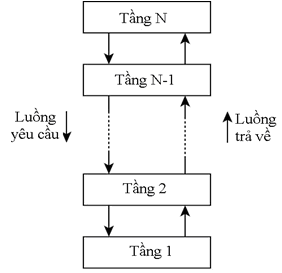 Tầng N
Tầng N-1
Luồng
yêu cầu
Luồng
trả về
Tầng 2
Tầng 1